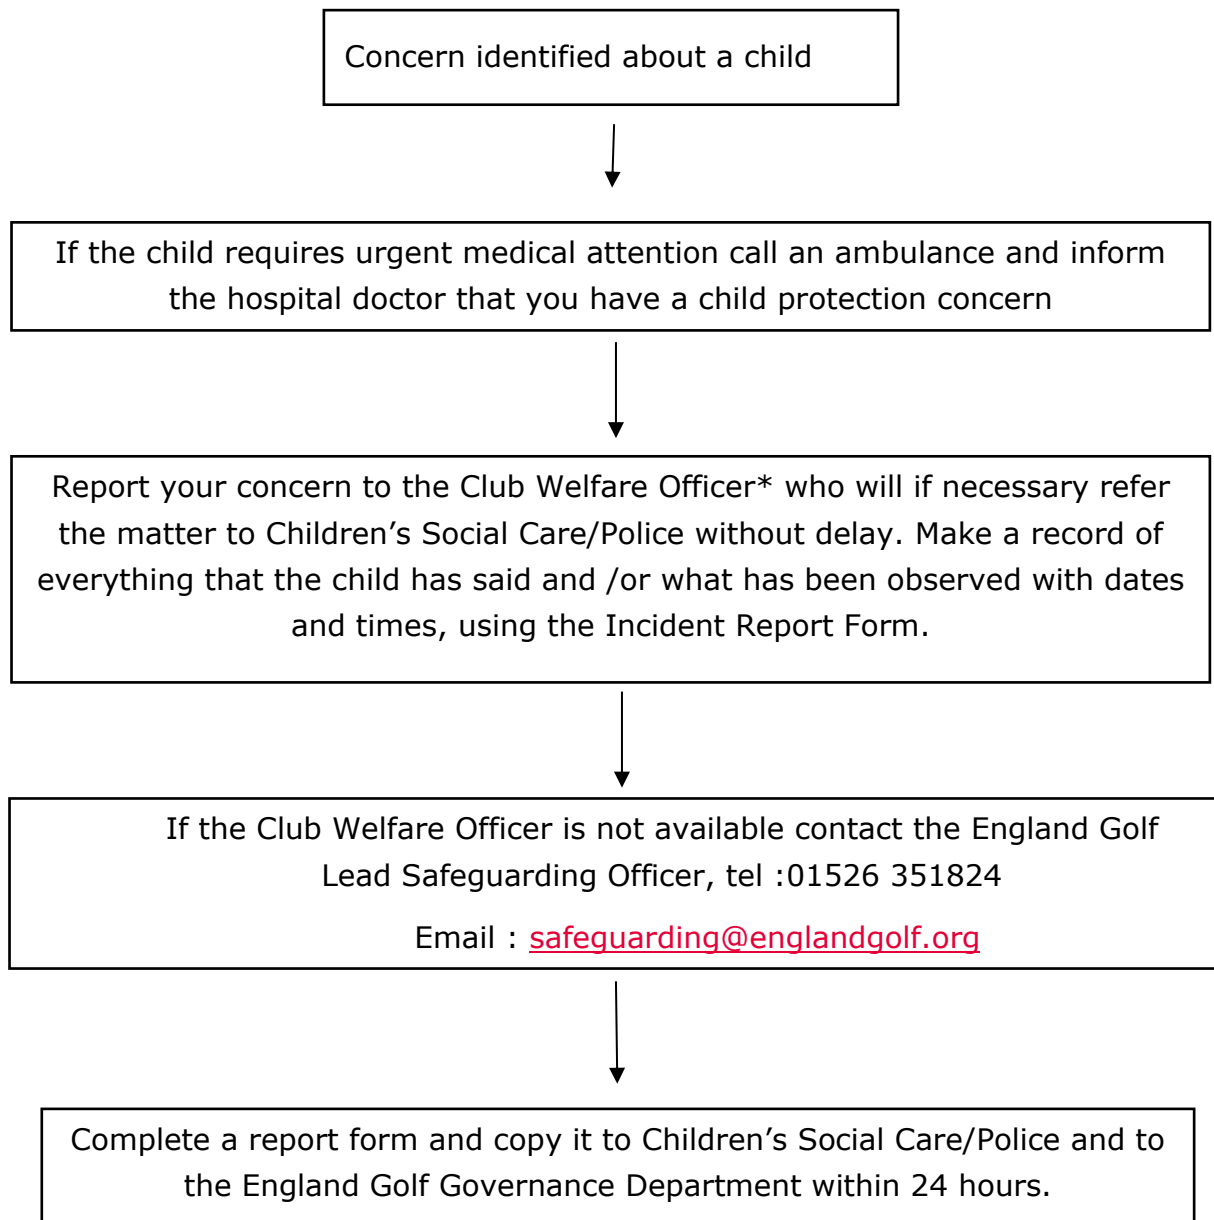 Concern identified about a child
If the child requires urgent medical attention call an ambulance and inform
the hospital doctor that you have a child protection concern
Report your concern to the Club Welfare Officer* who will if necessary refer
the matter to Children’s Social Care/Police without delay. Make a record of
everything that the child has said and /or what has been observed with dates
and times, using the Incident Report Form.
If the Club Welfare Officer is not available contact the England Golf
Lead Safeguarding Officer, tel :01526 351824
Email : safeguarding@englandgolf.org
Complete a report form and copy it to Children’s Social Care/Police and to
the England Golf Governance Department within 24 hours.